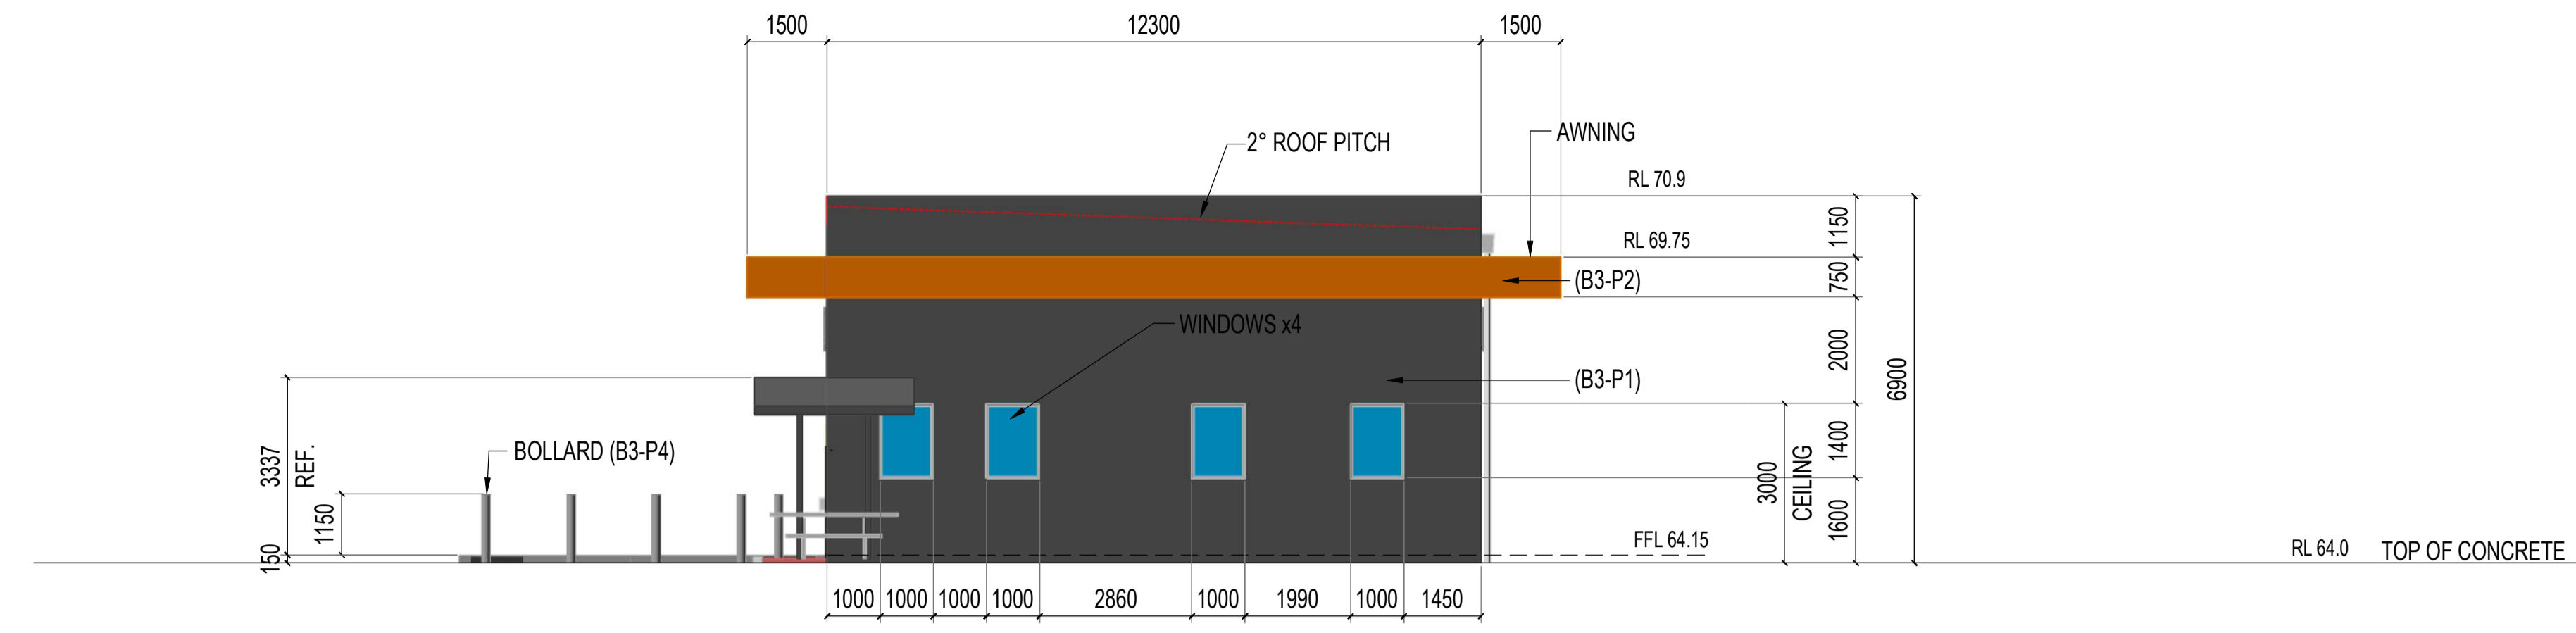 1500
12300
1500
2° ROOF PITCH
AWNING
RL 70.9
RL 69.75
1150
(B3-P2)
750
WINDOWS x4
2000
(B3-P1)
6900
3337
REF.
BOLLARD (B3-P4)
1150
150
3000
CEILING
1400
1600
FFL 64.15
RL 64.0 TOP OF CONCRETE
1000 1000 1000 1000 2860 1000 1990 1000 1450